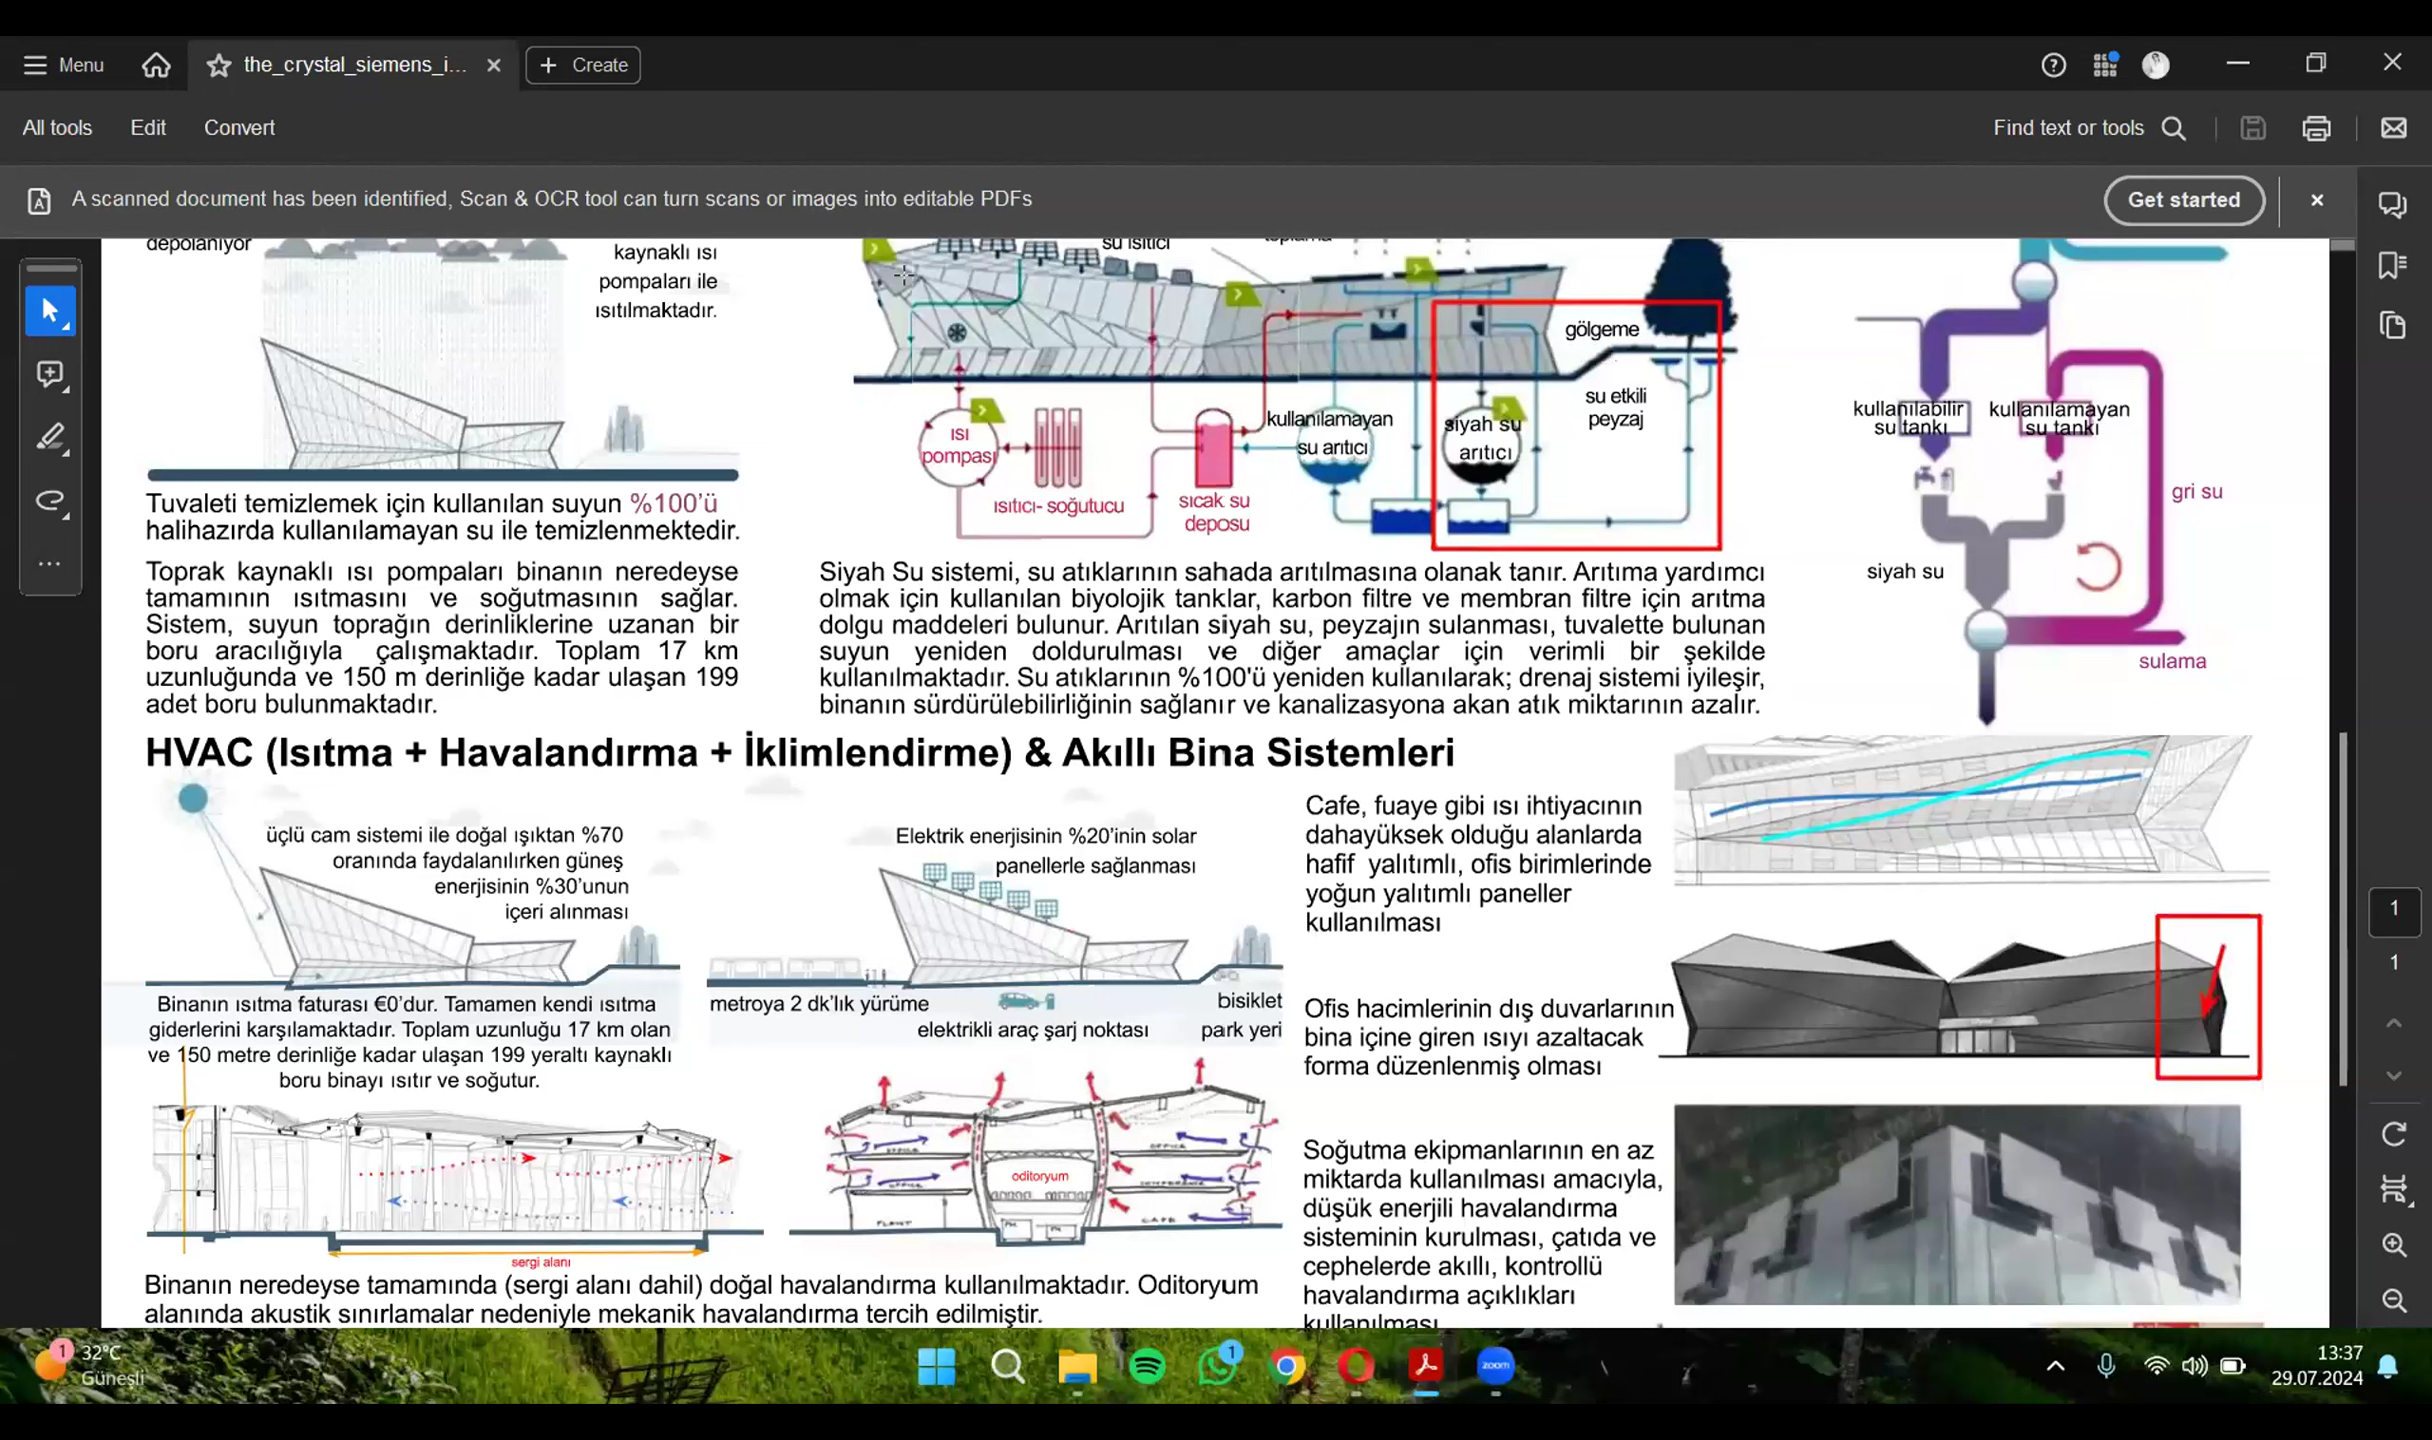 Menu
the_crystal_siemens_i...
Create
All tools
Edit
Convert
Find text or tools
A scanned document has been identified, Scan & OCR tool can turn scans or images into editable PDFs
Get started
depolanıyor
kaynaklı ısı
pompaları ile
ısıtılmaktadır.
Tuvaleti temizlemek için kullanılan suyun %100'ü
halihazırda kullanılamayan su ile temizlenmektedir.
Toprak kaynaklı ısı pompaları binanın neredeyse
tamamının ısıtmasını ve soğutmasının sağlar.
Sistem, suyun toprağın derinliklerine uzanan bir
boru aracılığıyla çalışmaktadır. Toplam 17 km
uzunluğunda ve 150 m derinliğe kadar ulaşan 199
adet boru bulunmaktadır.
su ısıtıcı
toplama
gölgeme
su etkili
peyzaj
ısı
pompası
ısıtıcı- soğutucu
sıcak su
deposu
kullanılamayan
su arıtıcı
siyah su
arıtıcı
Siyah Su sistemi, su atıklarının sahada arıtılmasına olanak tanır. Arıtıma yardımcı
olmak için kullanılan biyolojik tanklar, karbon filtre ve membran filtre için arıtma
dolgu maddeleri bulunur. Arıtılan siyah su, peyzajın sulanması, tuvalette bulunan
suyun yeniden doldurulması ve diğer amaçlar için verimli bir şekilde
kullanılmaktadır. Su atıklarının %100'ü yeniden kullanılarak; drenaj sistemi iyileşir,
binanın sürdürülebilirliğinin sağlanır ve kanalizasyona akan atık miktarının azalır.
kullanılabilir
su tankı
kullanılamayan
su tankı
gri su
siyah su
sulama
HVAC (Isıtma + Havalandırma + İklimlendirme) & Akıllı Bina Sistemleri
üçlü cam sistemi ile doğal ışıktan %70
oranında faydalanılırken güneş
enerjisinin %30'unun
içeri alınması
Binanın ısıtma faturası €0'dur. Tamamen kendi ısıtma
giderlerini karşılamaktadır. Toplam uzunluğu 17 km olan
ve 150 metre derinliğe kadar ulaşan 199 yeraltı kaynaklı
boru binayı ısıtır ve soğutur.
Elektrik enerjisinin %20'inin solar
panellerle sağlanması
metroya 2 dk'lık yürüme
elektrikli araç şarj noktası
bisiklet
park yeri
Cafe, fuaye gibi ısı ihtiyacının
dahayüksek olduğu alanlarda
hafif yalıtımlı, ofis birimlerinde
yoğun yalıtımlı paneller
kullanılması
Ofis hacimlerinin dış duvarlarının
bina içine giren ısıyı azaltacak
forma düzenlenmiş olması
Soğutma ekipmanlarının en az
miktarda kullanılması amacıyla,
düşük enerjili havalandırma
sisteminin kurulması, çatıda ve
cephelerde akıllı, kontrollü
havalandırma açıklıkları
kullanılması
sergi alanı
OFFICE
OFFICE
OFFICE
PLANT
oditoryum
CAFE
Binanın neredeyse tamamında (sergi alanı dahil) doğal havalandırma kullanılmaktadır. Oditoryum
alanında akustik sınırlamalar nedeniyle mekanik havalandırma tercih edilmiştir.
1
1
1
32°C
Güneşli
1
zoom
13:37
29.07.2024